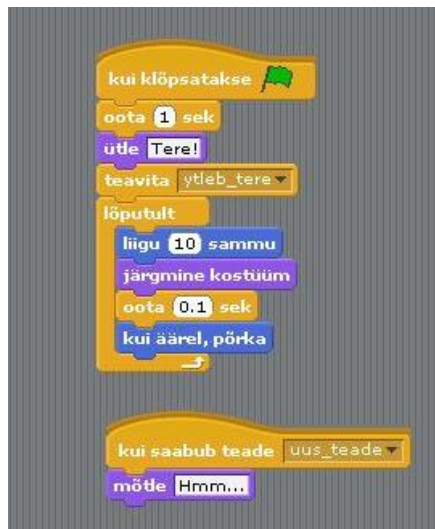 kui klõpsatakse
oota 1 sek
ütle Tere!
teavita ytleb_tere
lõputult
liigu 10 sammu
järgmine kostüüm
oota 0.1 sek
kui äärel, põrka
kui saabub teade uus_teade
mõtle Hmm...